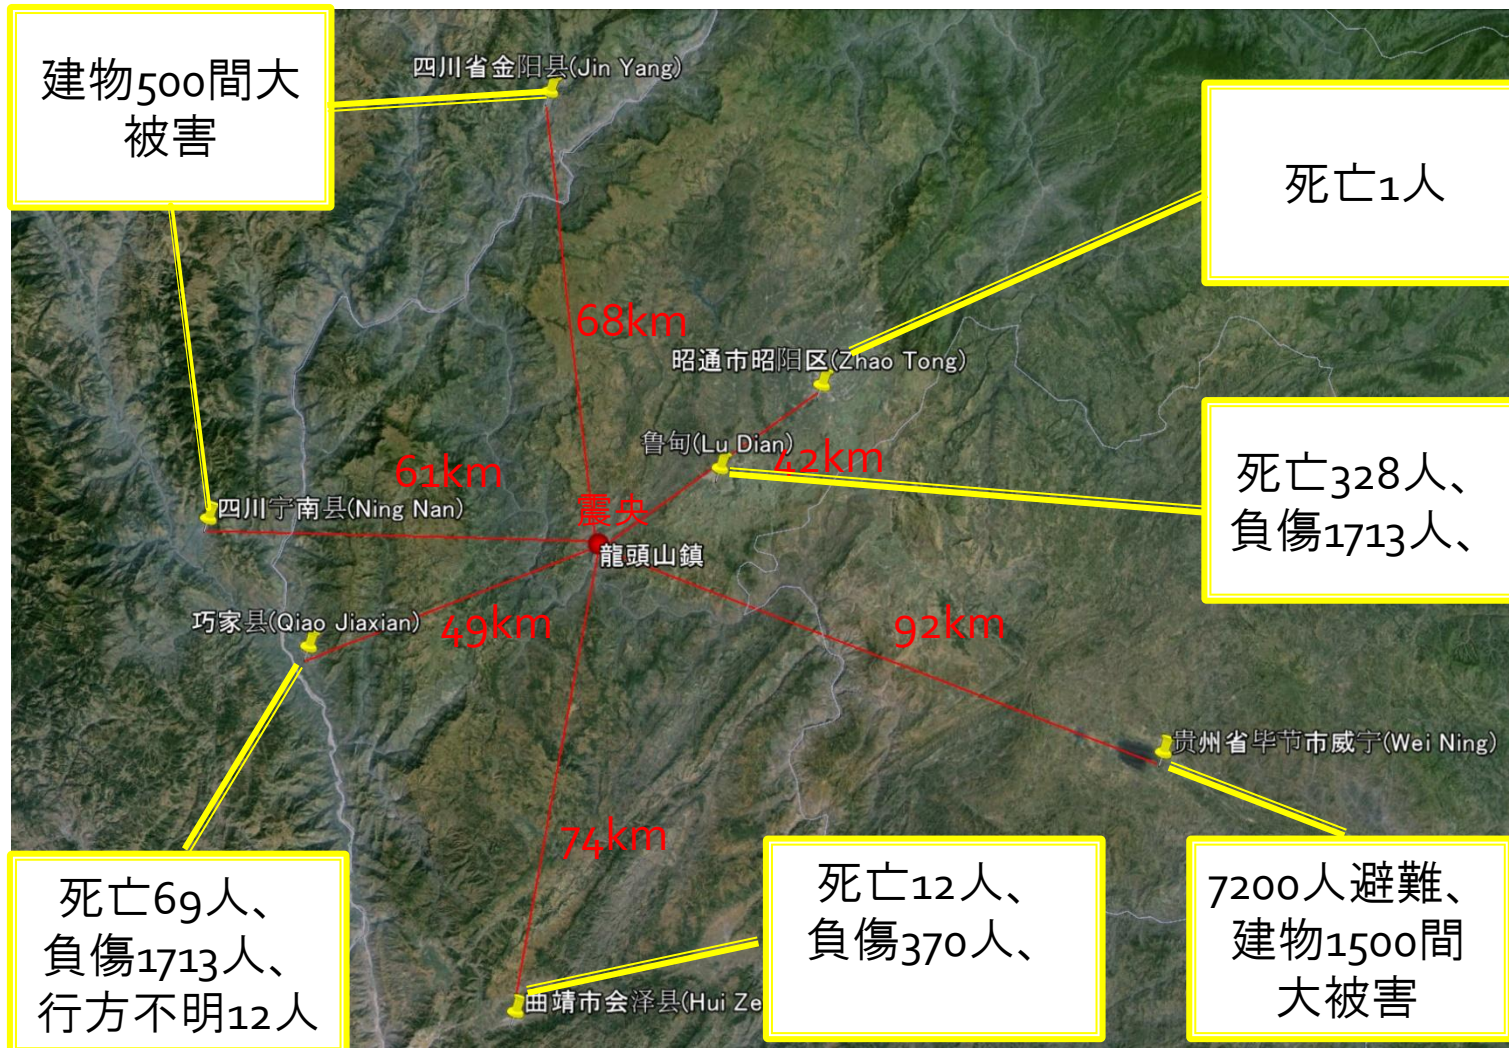 建物500間大
被害
四川省金阳县(Jin Yang)
死亡1人
68km
昭通市昭阳区(Zhao Tong)
鲁甸(Lu Dian)
42km
死亡328人、
負傷1713人、
61km
四川宁南县(Ning Nan)
震央
龍頭山鎮
巧家县(Qiao Jiaxian)
49km
92km
贵州省毕节市威宁(Wei Ning)
74km
死亡69人、
負傷1713人、
行方不明12人
曲靖市会泽县(Hui Ze
死亡12人、
負傷370人、
7200人避難、
建物1500間
大被害